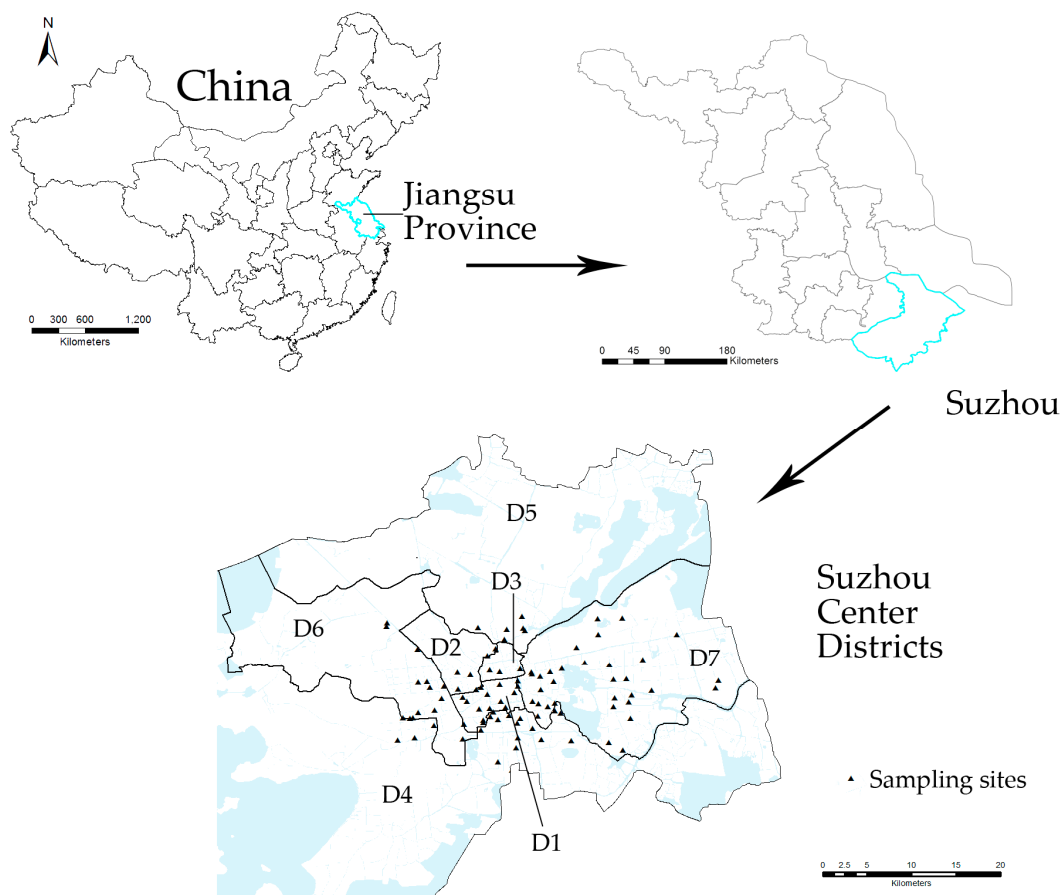 N
China
Jiangsu
Province
0 300 600 1,200
Kilometers
0 45 90 180
Kilometers
Suzhou
D5
D3
D6
D2
D7
D4
D1
Suzhou
Center
Districts
Sampling sites
0 2.5 5 10 15 20
Kilometers